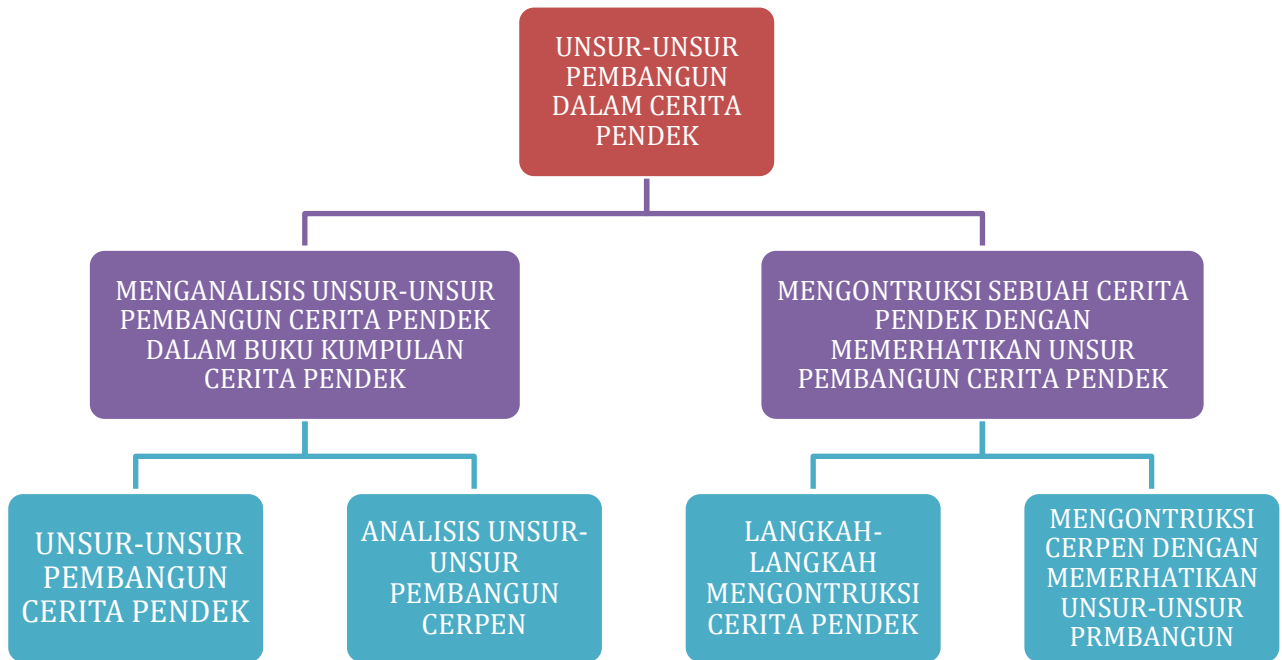 UNSUR-UNSUR
PEMBANGUN
DALAM CERITA
PENDEK
MENGANALISIS UNSUR-UNSUR
PEMBANGUN CERITA PENDEK
DALAM BUKU KUMPULAN
CERITA PENDEK
MENGONTRUKSI SEBUAH CERITA
PENDEK DENGAN
MEMERHATIKAN UNSUR
PEMBANGUN CERITA PENDEK
UNSUR-UNSUR
PEMBANGUN
CERITA PENDEK
ANALISIS UNSUR-
UNSUR
PEMBANGUN
CERPEN
LANGKAH-
LANGKAH
MENGONTRUKSI
CERITA PENDEK
MENGONTRUKSI
CERPEN DENGAN
MEMERHATIKAN
UNSUR-UNSUR
PRMBANGUN